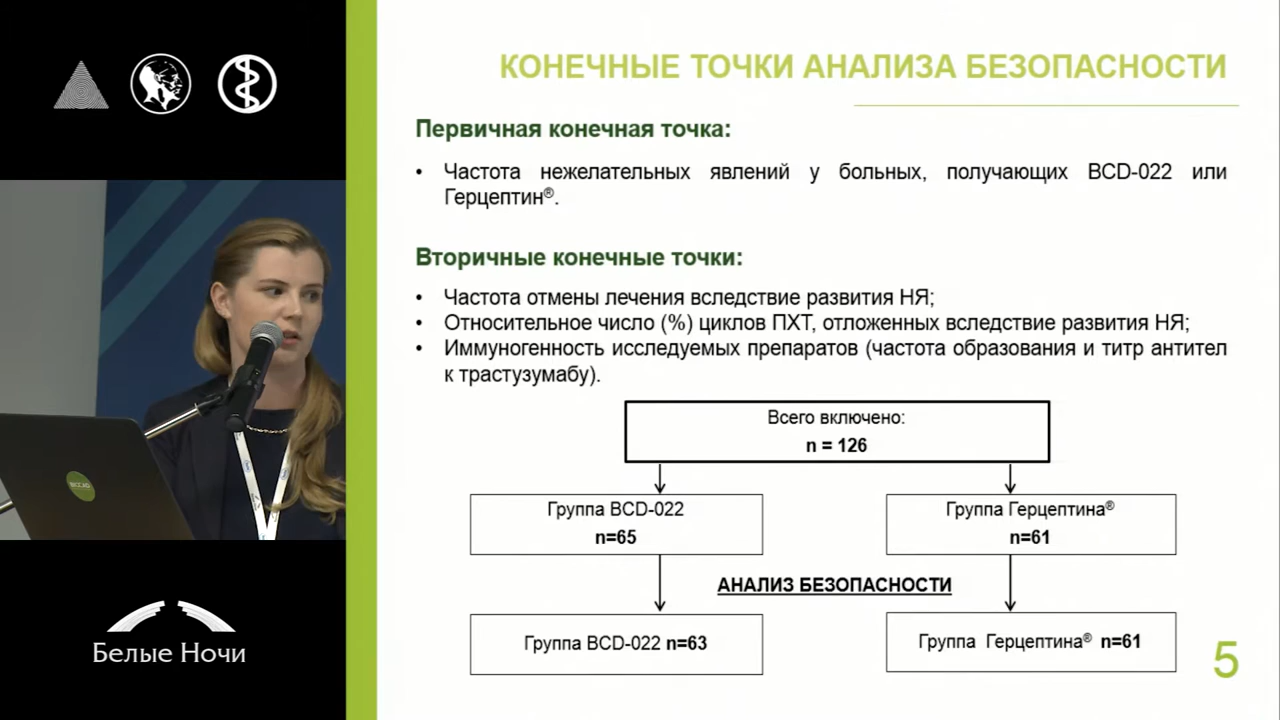 КОНЕЧНЫЕ ТОЧКИ АНАЛИЗА БЕЗОПАСНОСТИ
Первичная конечная точка:
• Частота нежелательных явлений у больных, получающих BCD-022 или
Герцептин®.
Вторичные конечные точки:
• Частота отмены лечения вследствие развития НЯ;
• Относительное число (%) циклов ПХТ, отложенных вследствие развития НЯ;
• Иммуногенность исследуемых препаратов (частота образования и титр антител
к трастузумабу).
Всего включено:
n = 126
Группа BCD-022
n=65
Группа Герцептина®
n=61
АНАЛИЗ БЕЗОПАСНОСТИ
Группа BCD-022 n=63
Группа Герцептина® n=61
5
Белые Ночи